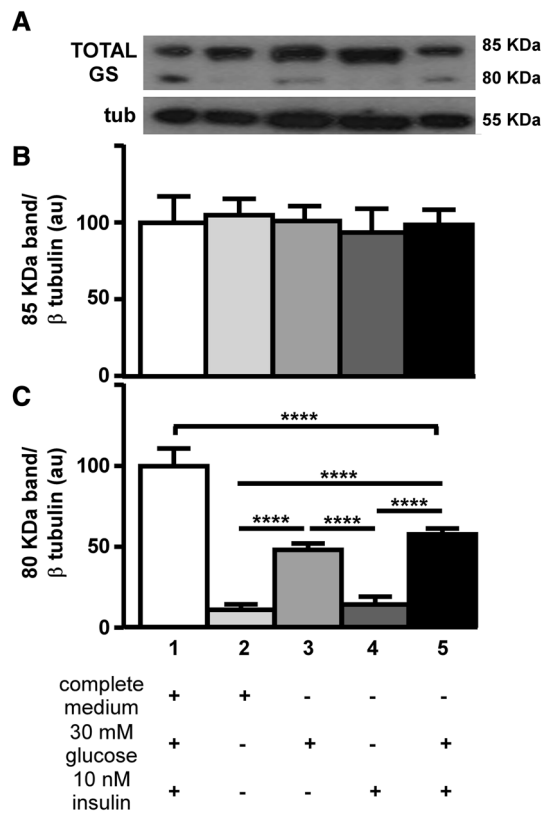 A
TOTAL GS
85 KDa
80 KDa
tub
55 KDa
B
85 KDa band/
β tubulin (au)
100
50
0
C
80 KDa band/
β tubulin (au)
100
50
0
****
****
**** **** ****
1 2 3 4 5
complete medium + + - - -
30 mM glucose + - + - +
10 nM insulin + - - + +